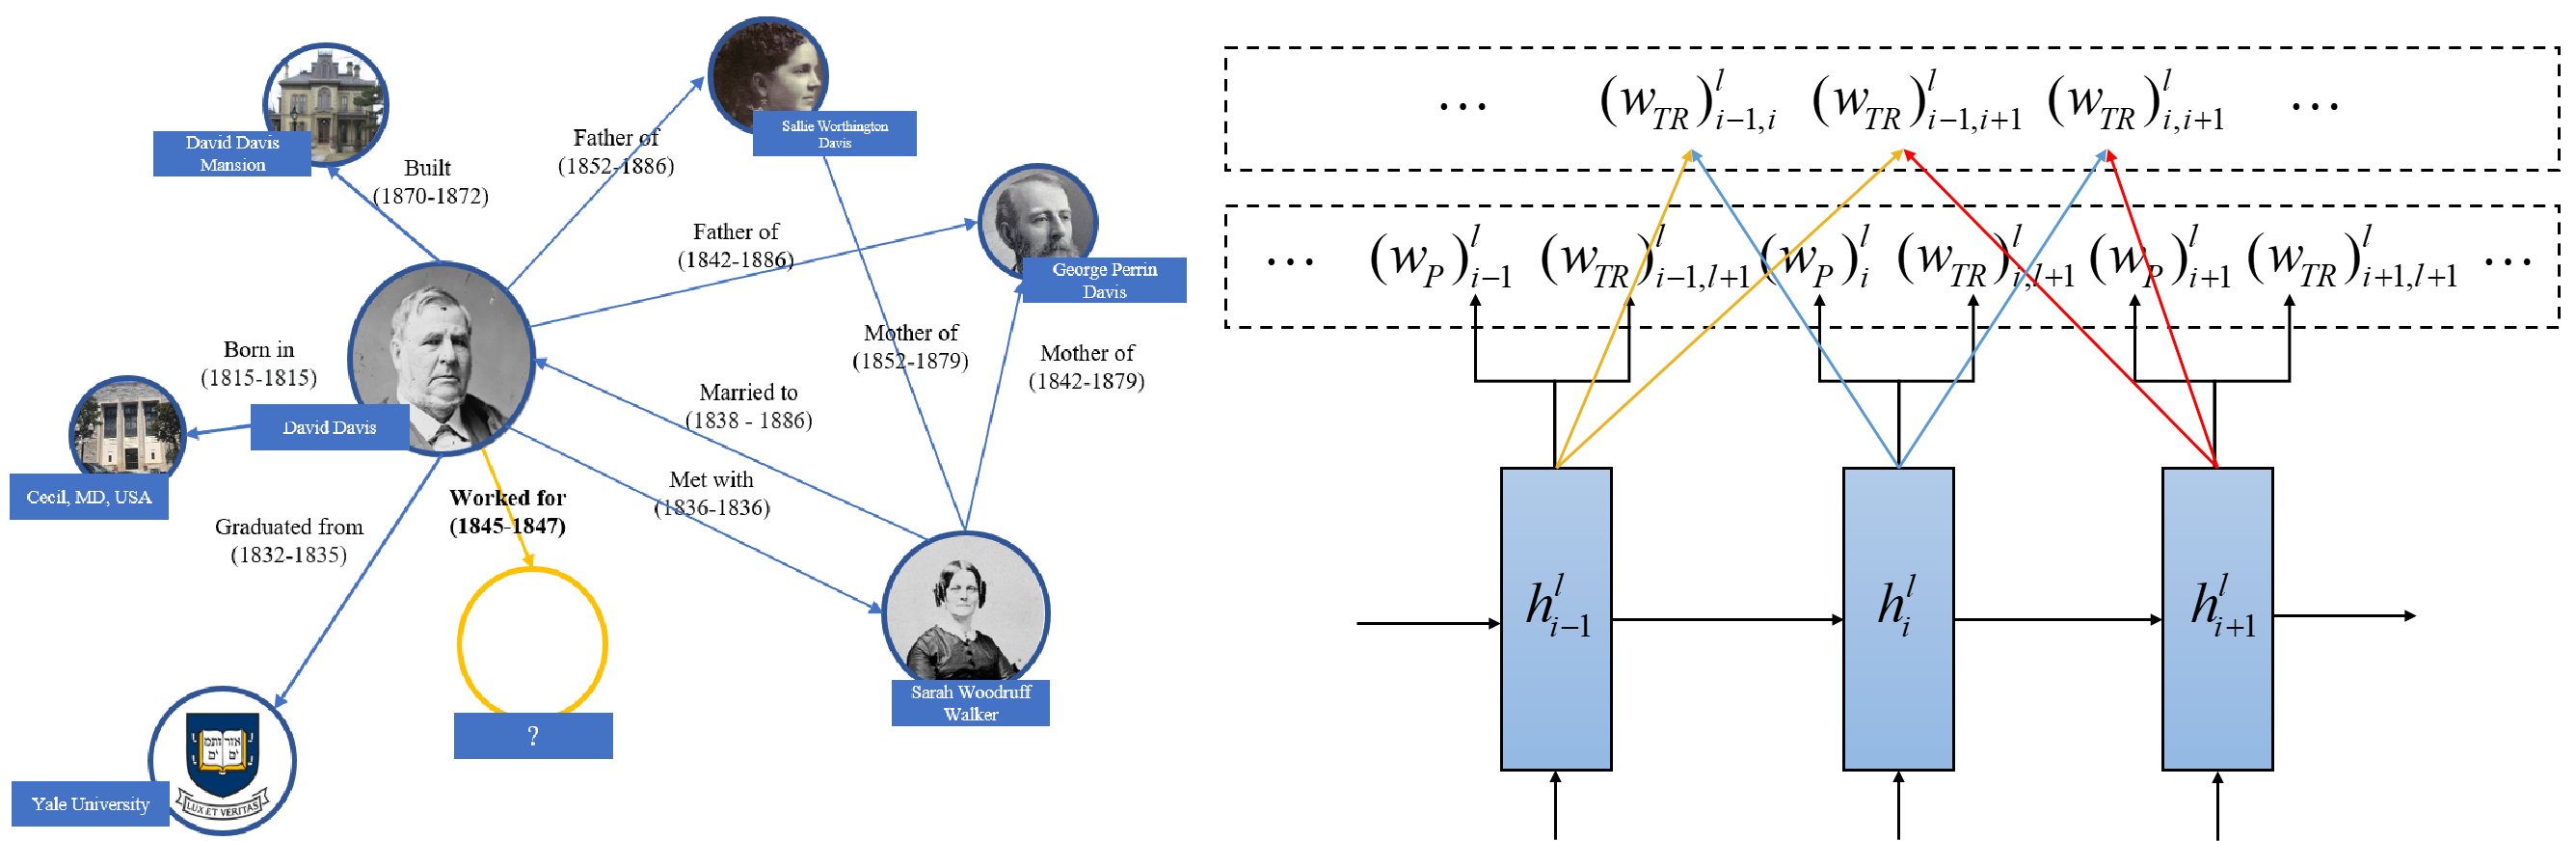 David Davis
Mansion
Built
(1870-1872)
Father of
(1852-1886)
Sallie Worthington
Davis
Father of
(1842-1886)
George Perrin
Davis
Mother of
(1852-1879)
Mother of
(1842-1879)
Born in
(1815-1815)
David Davis
Married to
(1838 - 1886)
Met with
(1836-1836)
Cecil, MD, USA
Worked for
(1845-1847)
Graduated from
(1832-1835)
Sarah Woodruff
Walker
?
Yale University
אורים
ותמים
LUX ET VERITAS
… (w_{TR})^l_{i-1,i} (w_{TR})^l_{i-1,i+1} (w_{TR})^l_{i,i+1} …
… (w_P)^l_{i-1} (w_{TR})^l_{i-1,l+1} (w_P)^l_i (w_{TR})^l_{i,l+1} (w_P)^l_{i+1} (w_{TR})^l_{i+1,l+1} …
h^l_{i-1} h^l_i h^l_{i+1}